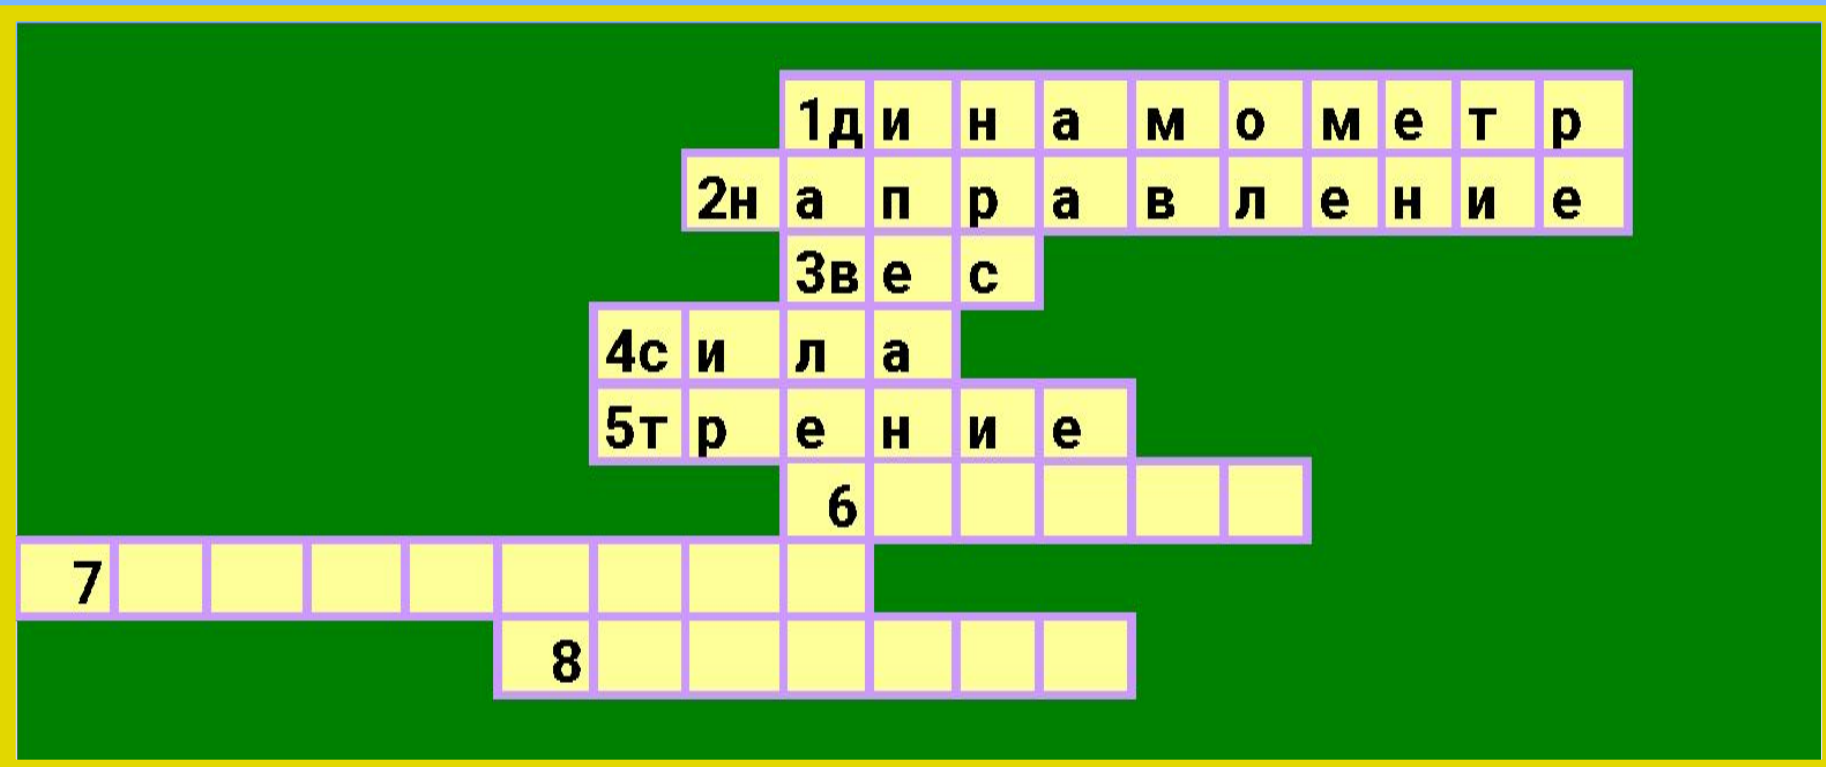 1динамометр
2направление
3вес
4сила
5трение
6
7
8